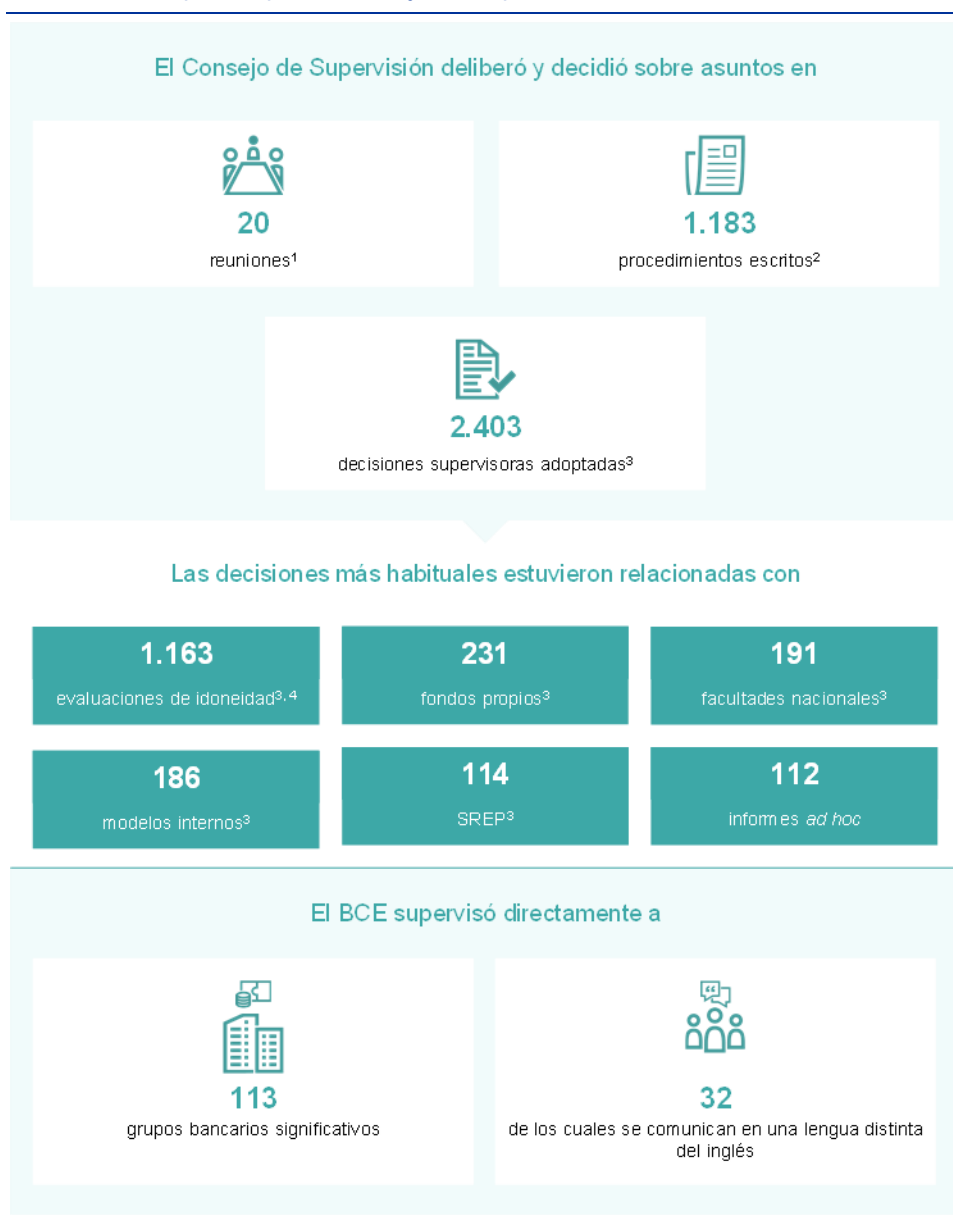 El Consejo de Supervisión deliberó y decidió sobre asuntos en
20
reuniones¹
1.183
procedimientos escritos²
2.403
decisiones supervisoras adoptadas³
Las decisiones más habituales estuvieron relacionadas con
1.163
evaluaciones de idoneidad³,⁴
231
fondos propios³
191
facultades nacionales³
186
modelos internos³
114
SREP³
112
informes ad hoc
El BCE supervisó directamente a
113
grupos bancarios significativos
32
de los cuales se comunican en una lengua distinta
del inglés